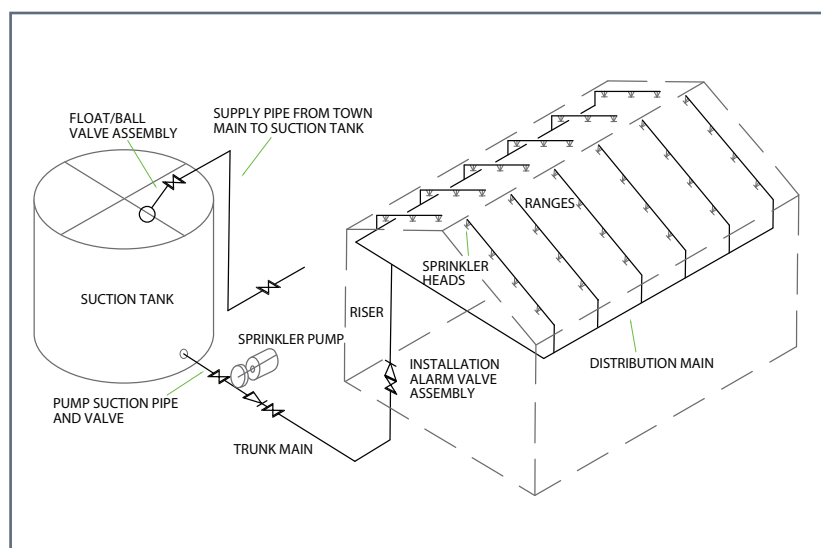 FLOAT/BALL
VALVE ASSEMBLY
SUPPLY PIPE FROM TOWN
MAIN TO SUCTION TANK
RANGES
SPRINKLER
HEADS
SUCTION TANK
RISER
SPRINKLER PUMP
INSTALLATION
ALARM VALVE
ASSEMBLY
DISTRIBUTION MAIN
PUMP SUCTION PIPE
AND VALVE
TRUNK MAIN